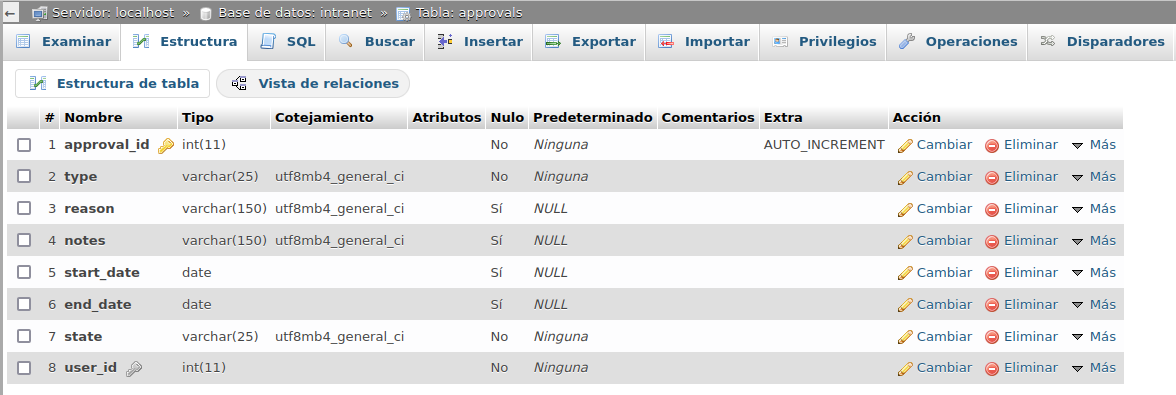 Servidor: localhost » Base de datos: intranet » Tabla: approvals
Examinar Estructura SQL Buscar Insertar Exportar Importar Privilegios Operaciones Disparadores
Estructura de tabla Vista de relaciones
# Nombre Tipo Cotejamiento Atributos Nulo Predeterminado Comentarios Extra Acción
1 approval_id int(11) No Ninguna AUTO_INCREMENT Cambiar Eliminar Más
2 type varchar(25) utf8mb4_general_ci No Ninguna Cambiar Eliminar Más
3 reason varchar(150) utf8mb4_general_ci Sí NULL Cambiar Eliminar Más
4 notes varchar(150) utf8mb4_general_ci Sí NULL Cambiar Eliminar Más
5 start_date date Sí NULL Cambiar Eliminar Más
6 end_date date Sí NULL Cambiar Eliminar Más
7 state varchar(25) utf8mb4_general_ci No Ninguna Cambiar Eliminar Más
8 user_id int(11) No Ninguna Cambiar Eliminar Más